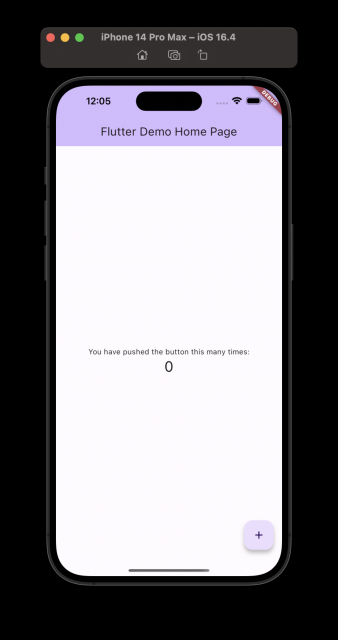 iPhone 14 Pro Max – iOS 16.4
12:05
DEBUG
Flutter Demo Home Page
You have pushed the button this many times:
0
+